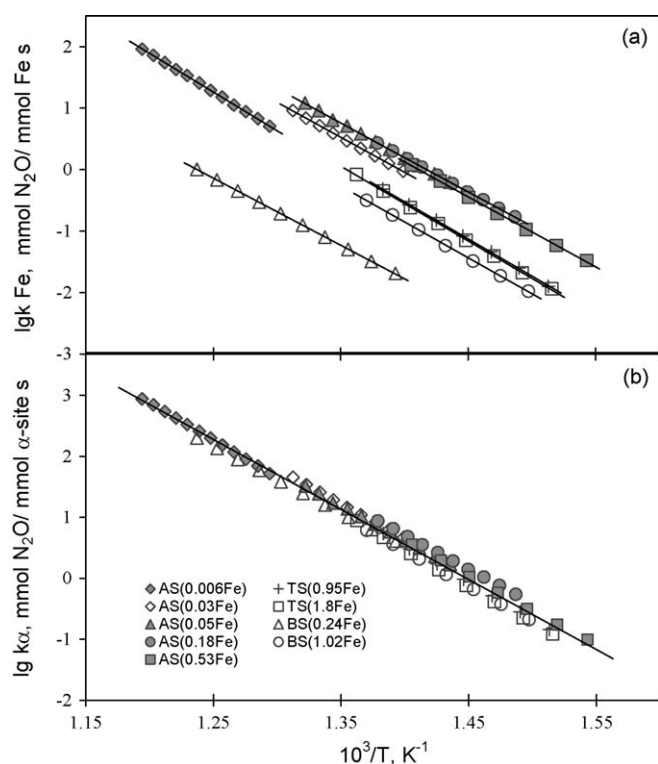 (a)
2
1
0
-1
-2
-3
lgk Fe, mmol N₂O/ mmol Fe s
(b)
3
2
1
0
-1
-2
lg kα, mmol N₂O/ mmol α-site s
AS(0.006Fe) TS(0.95Fe)
AS(0.03Fe) TS(1.8Fe)
AS(0.05Fe) BS(0.24Fe)
AS(0.18Fe) BS(1.02Fe)
AS(0.53Fe)
1.15 1.25 1.35 1.45 1.55
10³/T, K⁻¹